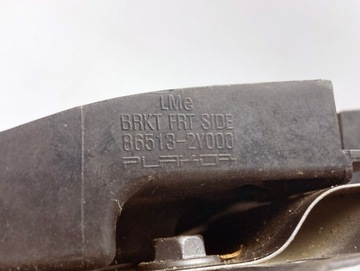 LMe
BRKT FRT SIDE
86513-2Y000
PLAKOR